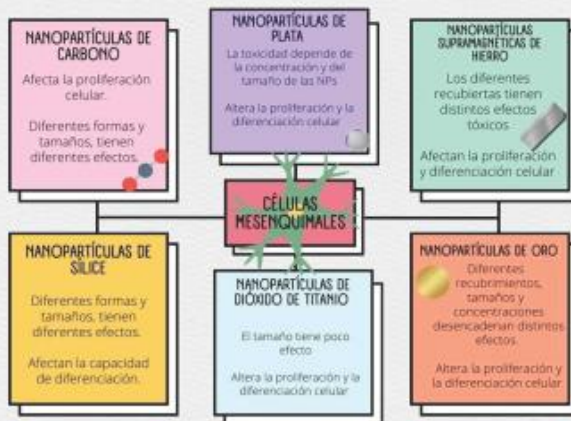 NANOPARTÍCULAS DE
CARBONO
Afecta la proliferación
celular.
Diferentes formas y
tamaños, tienen
diferentes efectos.
NANOPARTÍCULAS DE
PLATA
La toxicidad depende de
la concentración y del
tamaño de las NPs
Altera la proliferación y la
diferenciación celular
NANOPARTÍCULAS
SUPRAMAGNÉTICAS DE
HIERRO
Los diferentes
recubiertas tienen
distintos efectos
tóxicos
Afectan la proliferación
y diferenciación celular
CÉLULAS
MESENQUIMALES
NANOPARTÍCULAS DE
SÍLICE
Diferentes formas y
tamaños, tienen
diferentes efectos.
Afectan la capacidad
de diferenciación.
NANOPARTÍCULAS DE
DIÓXIDO DE TITANIO
El tamaño tiene poco
efecto
Altera la proliferación y la
diferenciación celular
NANOPARTÍCULAS DE ORO
Diferentes
recubrimientos,
tamaños y
concentraciones
desencadenan distintos
efectos.
Altera la proliferación y
la diferenciación celular